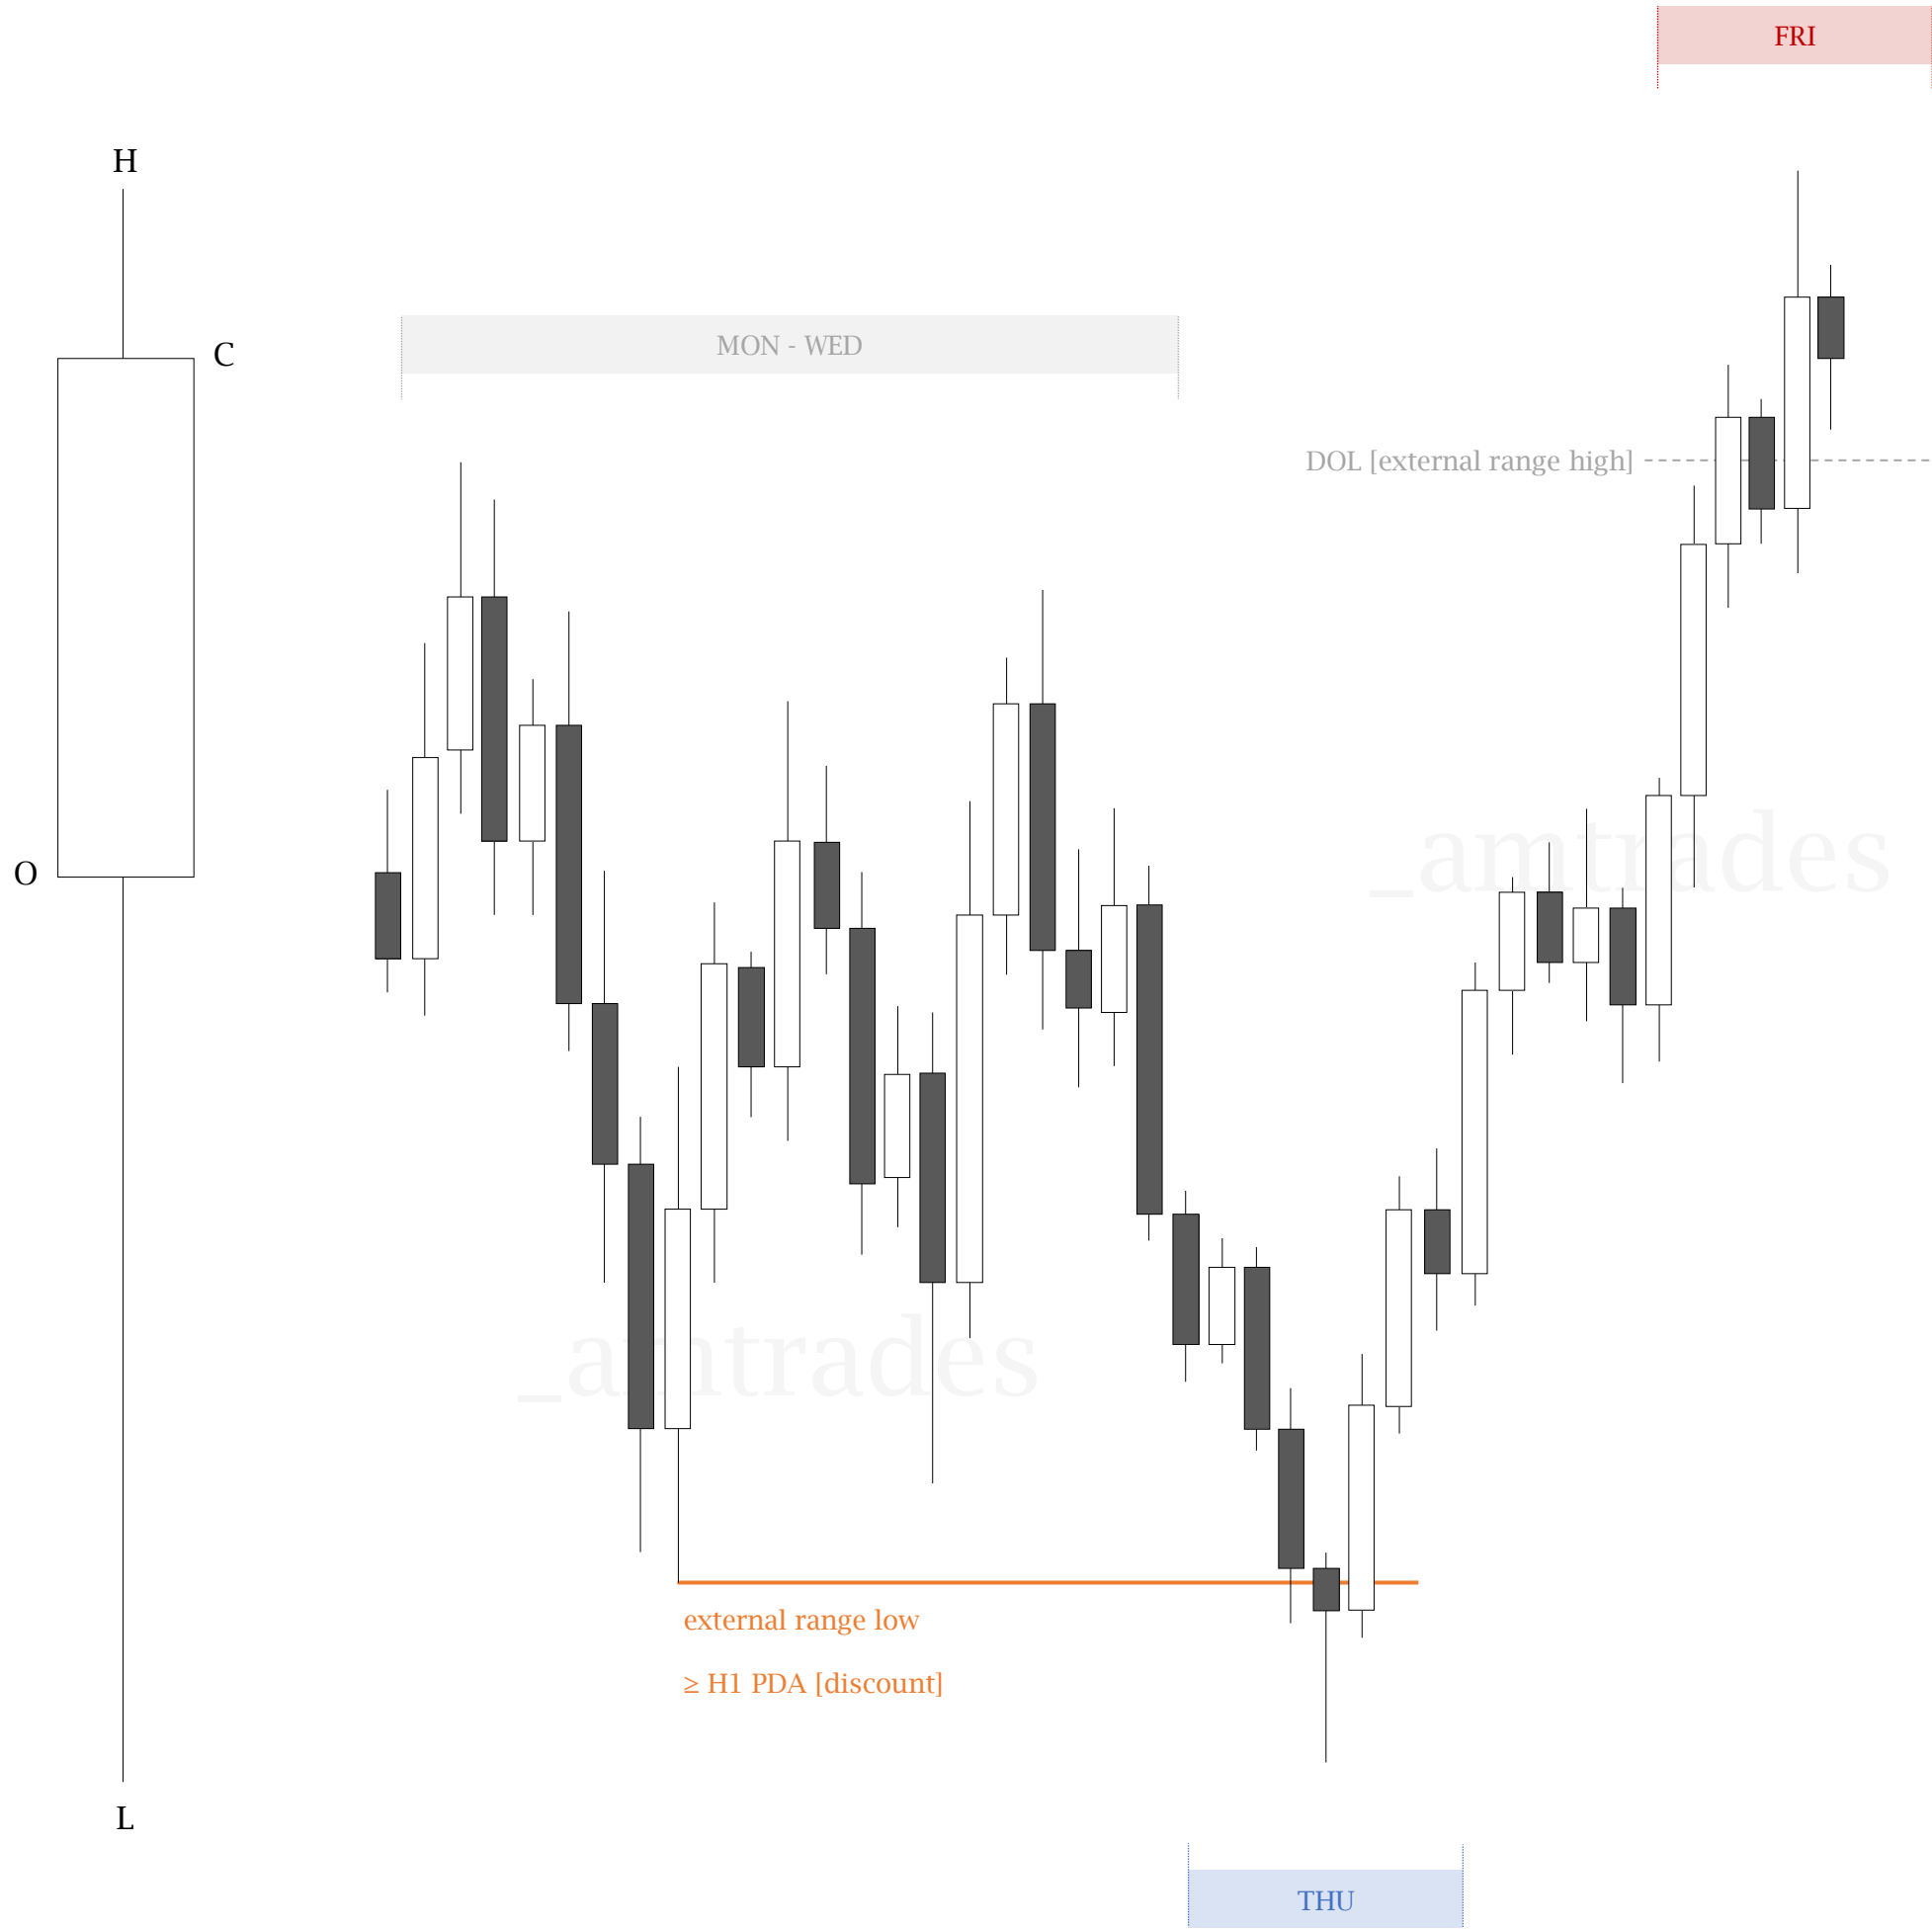 FRI
H
MON - WED
C
DOL [external range high]
O
_amtrades
_amtrades
external range low
≥ H1 PDA [discount]
L
THU